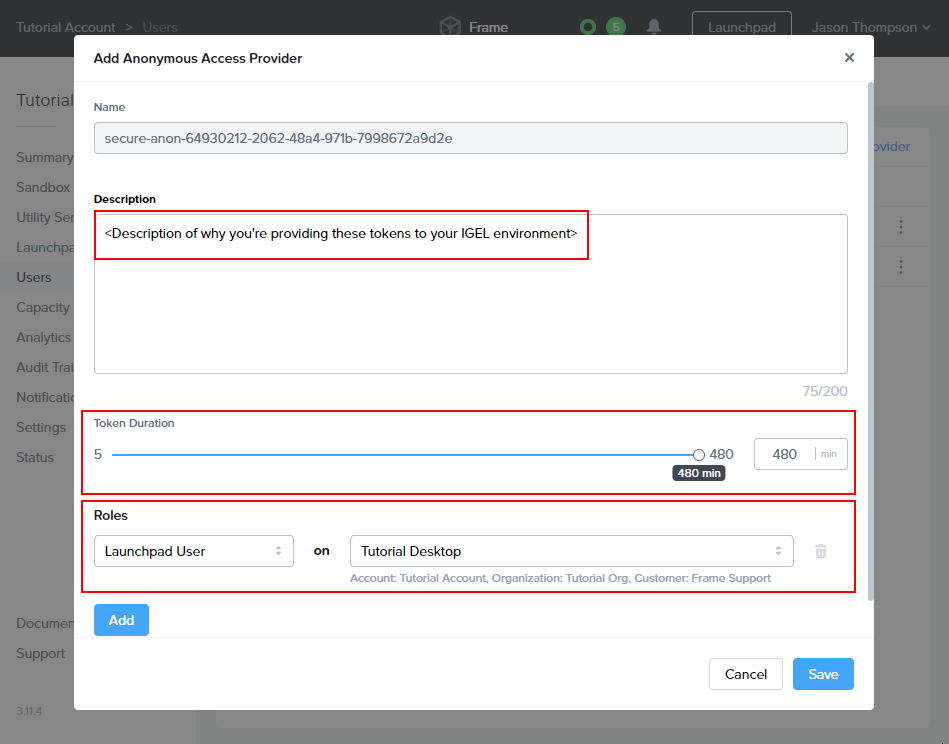 Tutorial Account > Users
Frame
5
Launchpad
Jason Thompson
Add Anonymous Access Provider
×
Tutorial
Summary
Sandbox
Utility Ser
Launchpa
Users
Capacity
Analytics
Audit Trai
Notificatio
Settings
Status
Documen
Support
3.11.4
ovider
Name
secure-anon-64930212-2062-48a4-971b-7998672a9d2e
Description
<Description of why you're providing these tokens to your IGEL environment>
75/200
Token Duration
5
480
480 min
480 min
Roles
Launchpad User
on
Tutorial Desktop
Account: Tutorial Account, Organization: Tutorial Org, Customer: Frame Support
Add
Cancel
Save